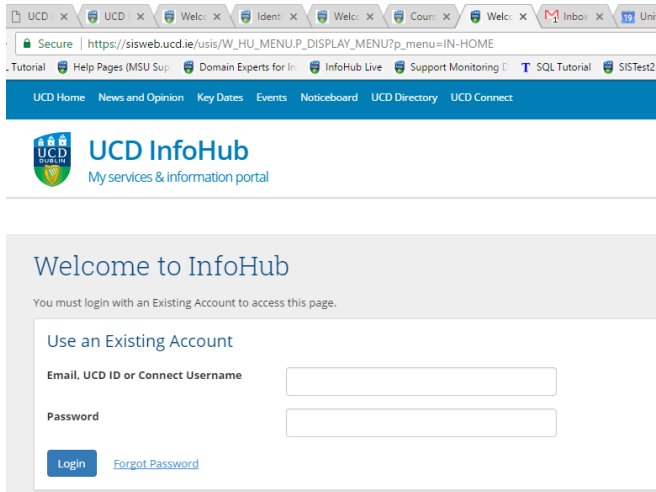 UCD UCD Welc Identi Welc Cours Welc Inbox 19 Uni
Secure | https://sisweb.ucd.ie/usis/W_HU_MENU.P_DISPLAY_MENU?p_menu=IN-HOME
Tutorial Help Pages (MSU Sup Domain Experts for In InfoHub Live Support Monitoring D T SQL Tutorial SISTest2
UCD Home News and Opinion Key Dates Events Noticeboard UCD Directory UCD Connect
UCD
DUBLIN
UCD InfoHub
My services & information portal
Welcome to InfoHub
You must login with an Existing Account to access this page.
Use an Existing Account
Email, UCD ID or Connect Username
Password
Login Forgot Password